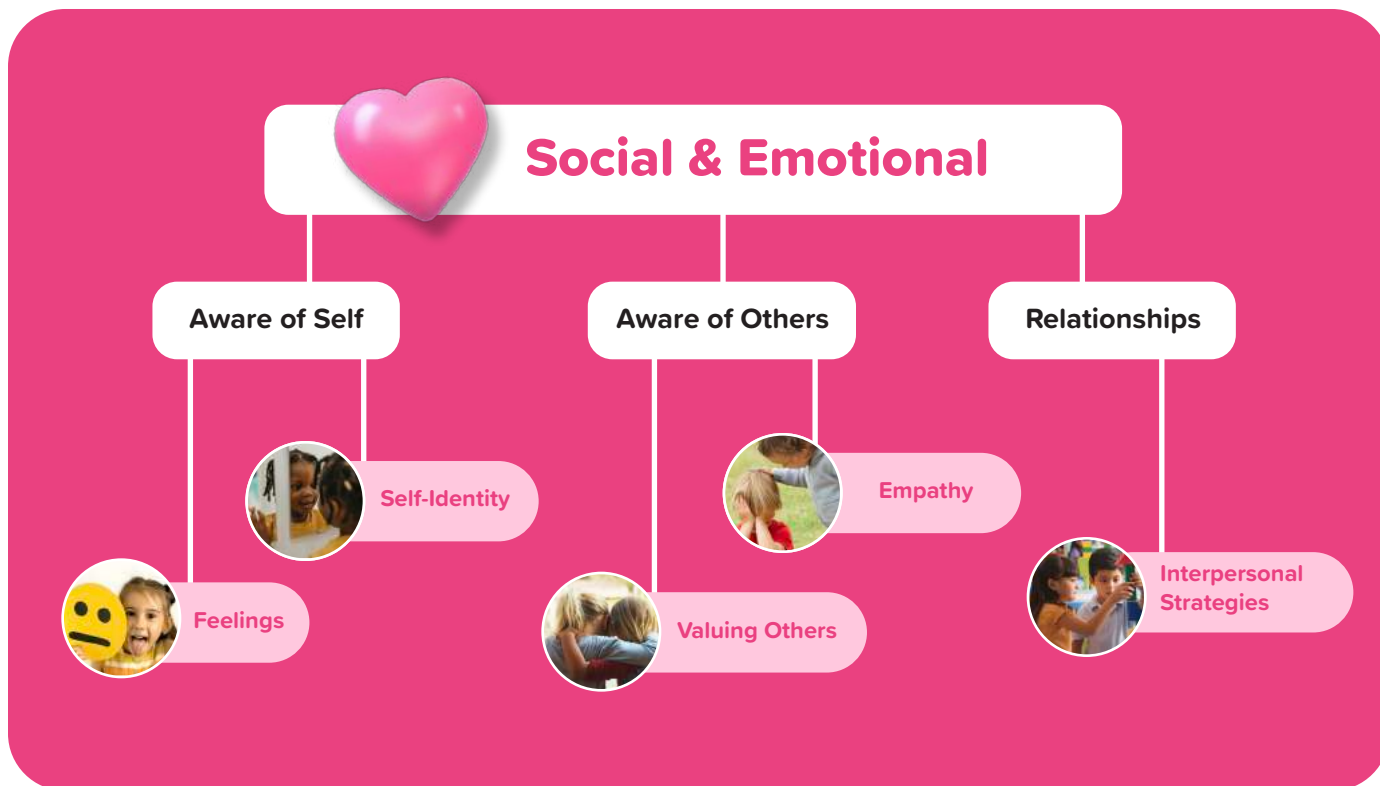 Social & Emotional
Aware of Self
Aware of Others
Relationships
Self-Identity
Empathy
Feelings
Valuing Others
Interpersonal
Strategies